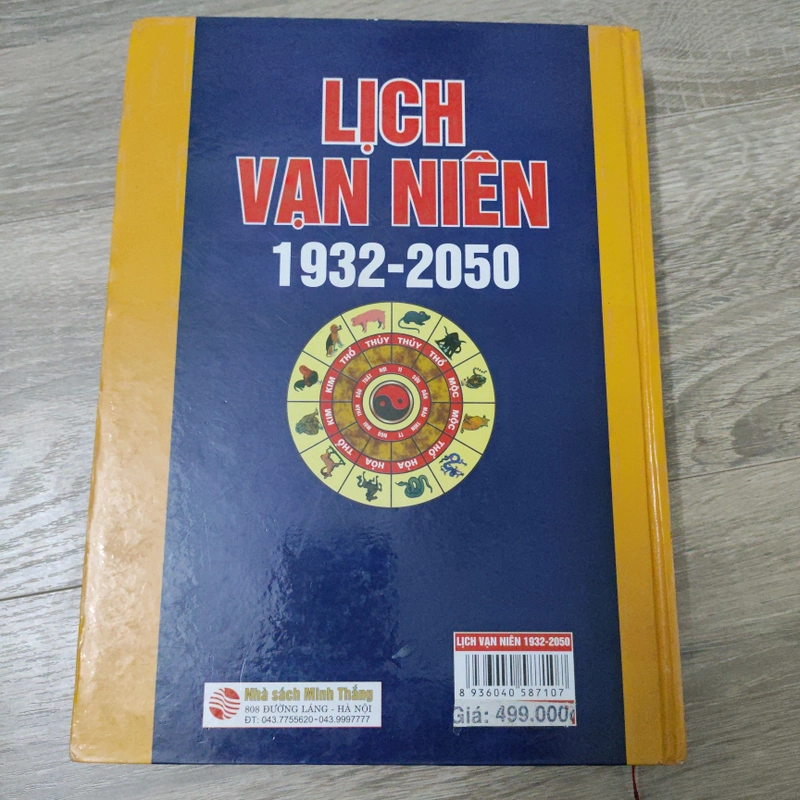 LỊCH
VẠN NIÊN
1932-2050
THỔ THỦY THỦY THỔ
KIM MỘC
KIM MỘC
THỔ HỎA HỎA THỔ
LỊCH VẠN NIÊN 1932-2050
8 936040 587107
Giá: 499.000đ
Nhà sách Minh Thắng
808 ĐƯỜNG LÁNG - HÀ NỘI
ĐT: 043.7755620-043.9997777